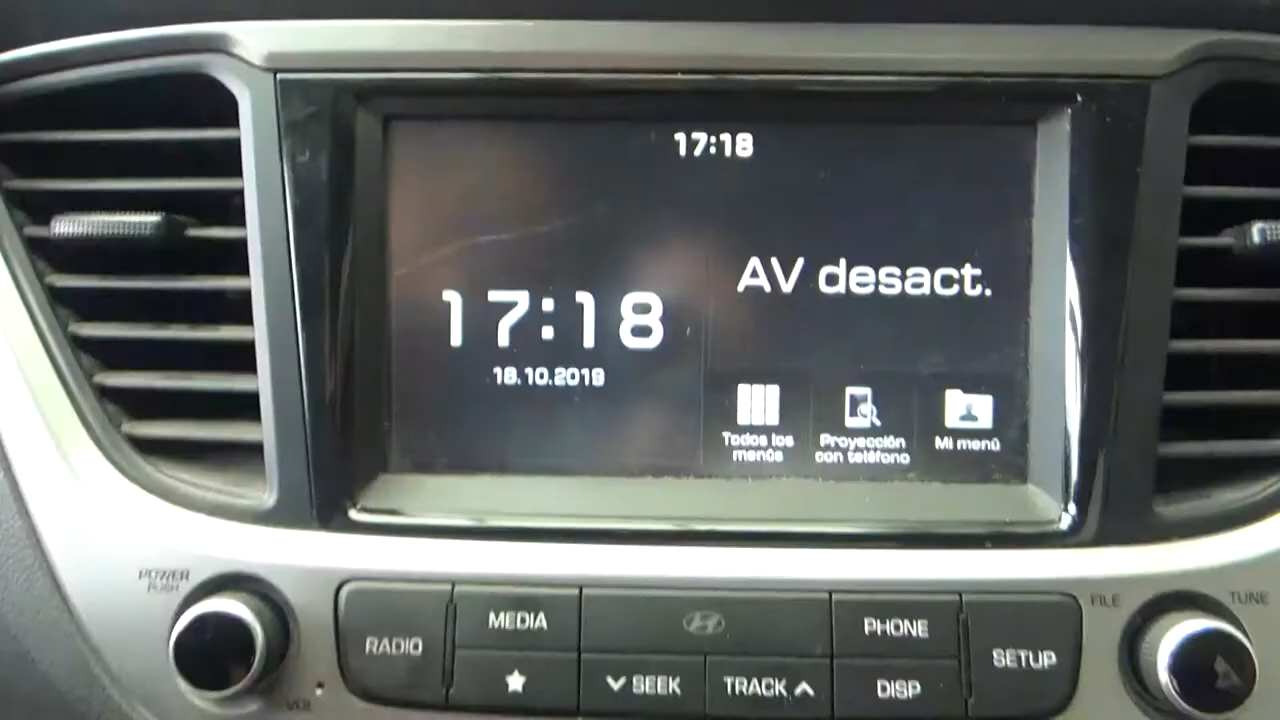 17:18
AV desact.
17:18
18.10.2019
Todos los
menús
Proyección
con teléfono
Mi menú
POWER
PUSH
VOL
RADIO
MEDIA
PHONE
SETUP
SEEK
TRACK
DISP
FILE
TUNE